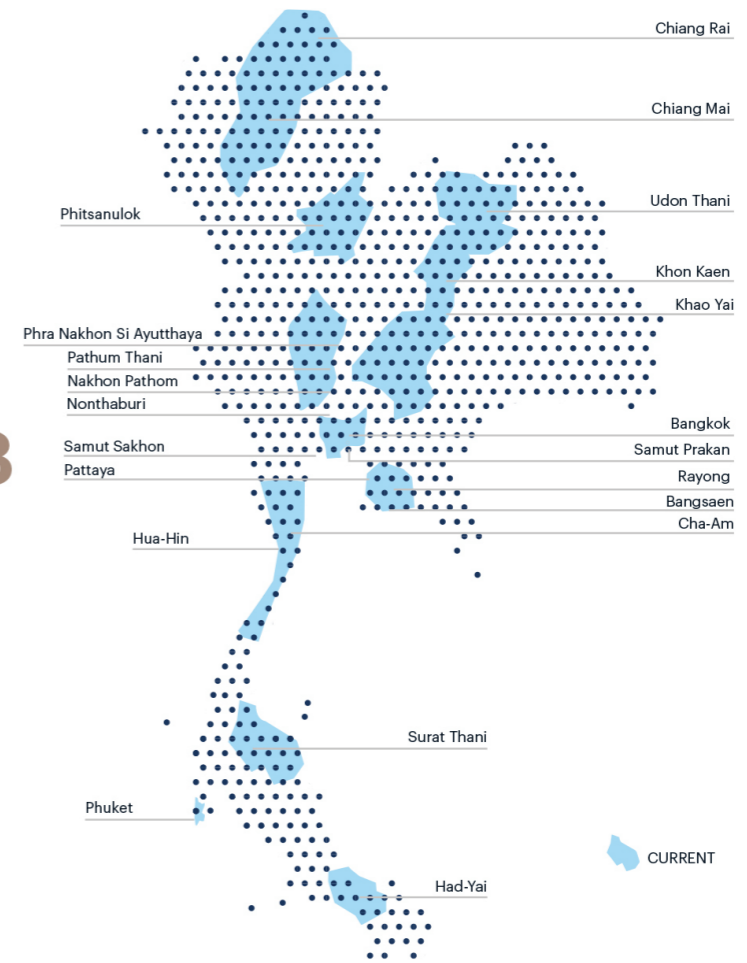 Chiang Rai
Chiang Mai
Udon Thani
Phitsanulok
Khon Kaen
Khao Yai
Phra Nakhon Si Ayutthaya
Pathum Thani
Nakhon Pathom
Nonthaburi
Bangkok
Samut Sakhon
Samut Prakan
Pattaya
Rayong
Bangsaen
Cha-Am
Hua-Hin
Surat Thani
Phuket
CURRENT
Had-Yai